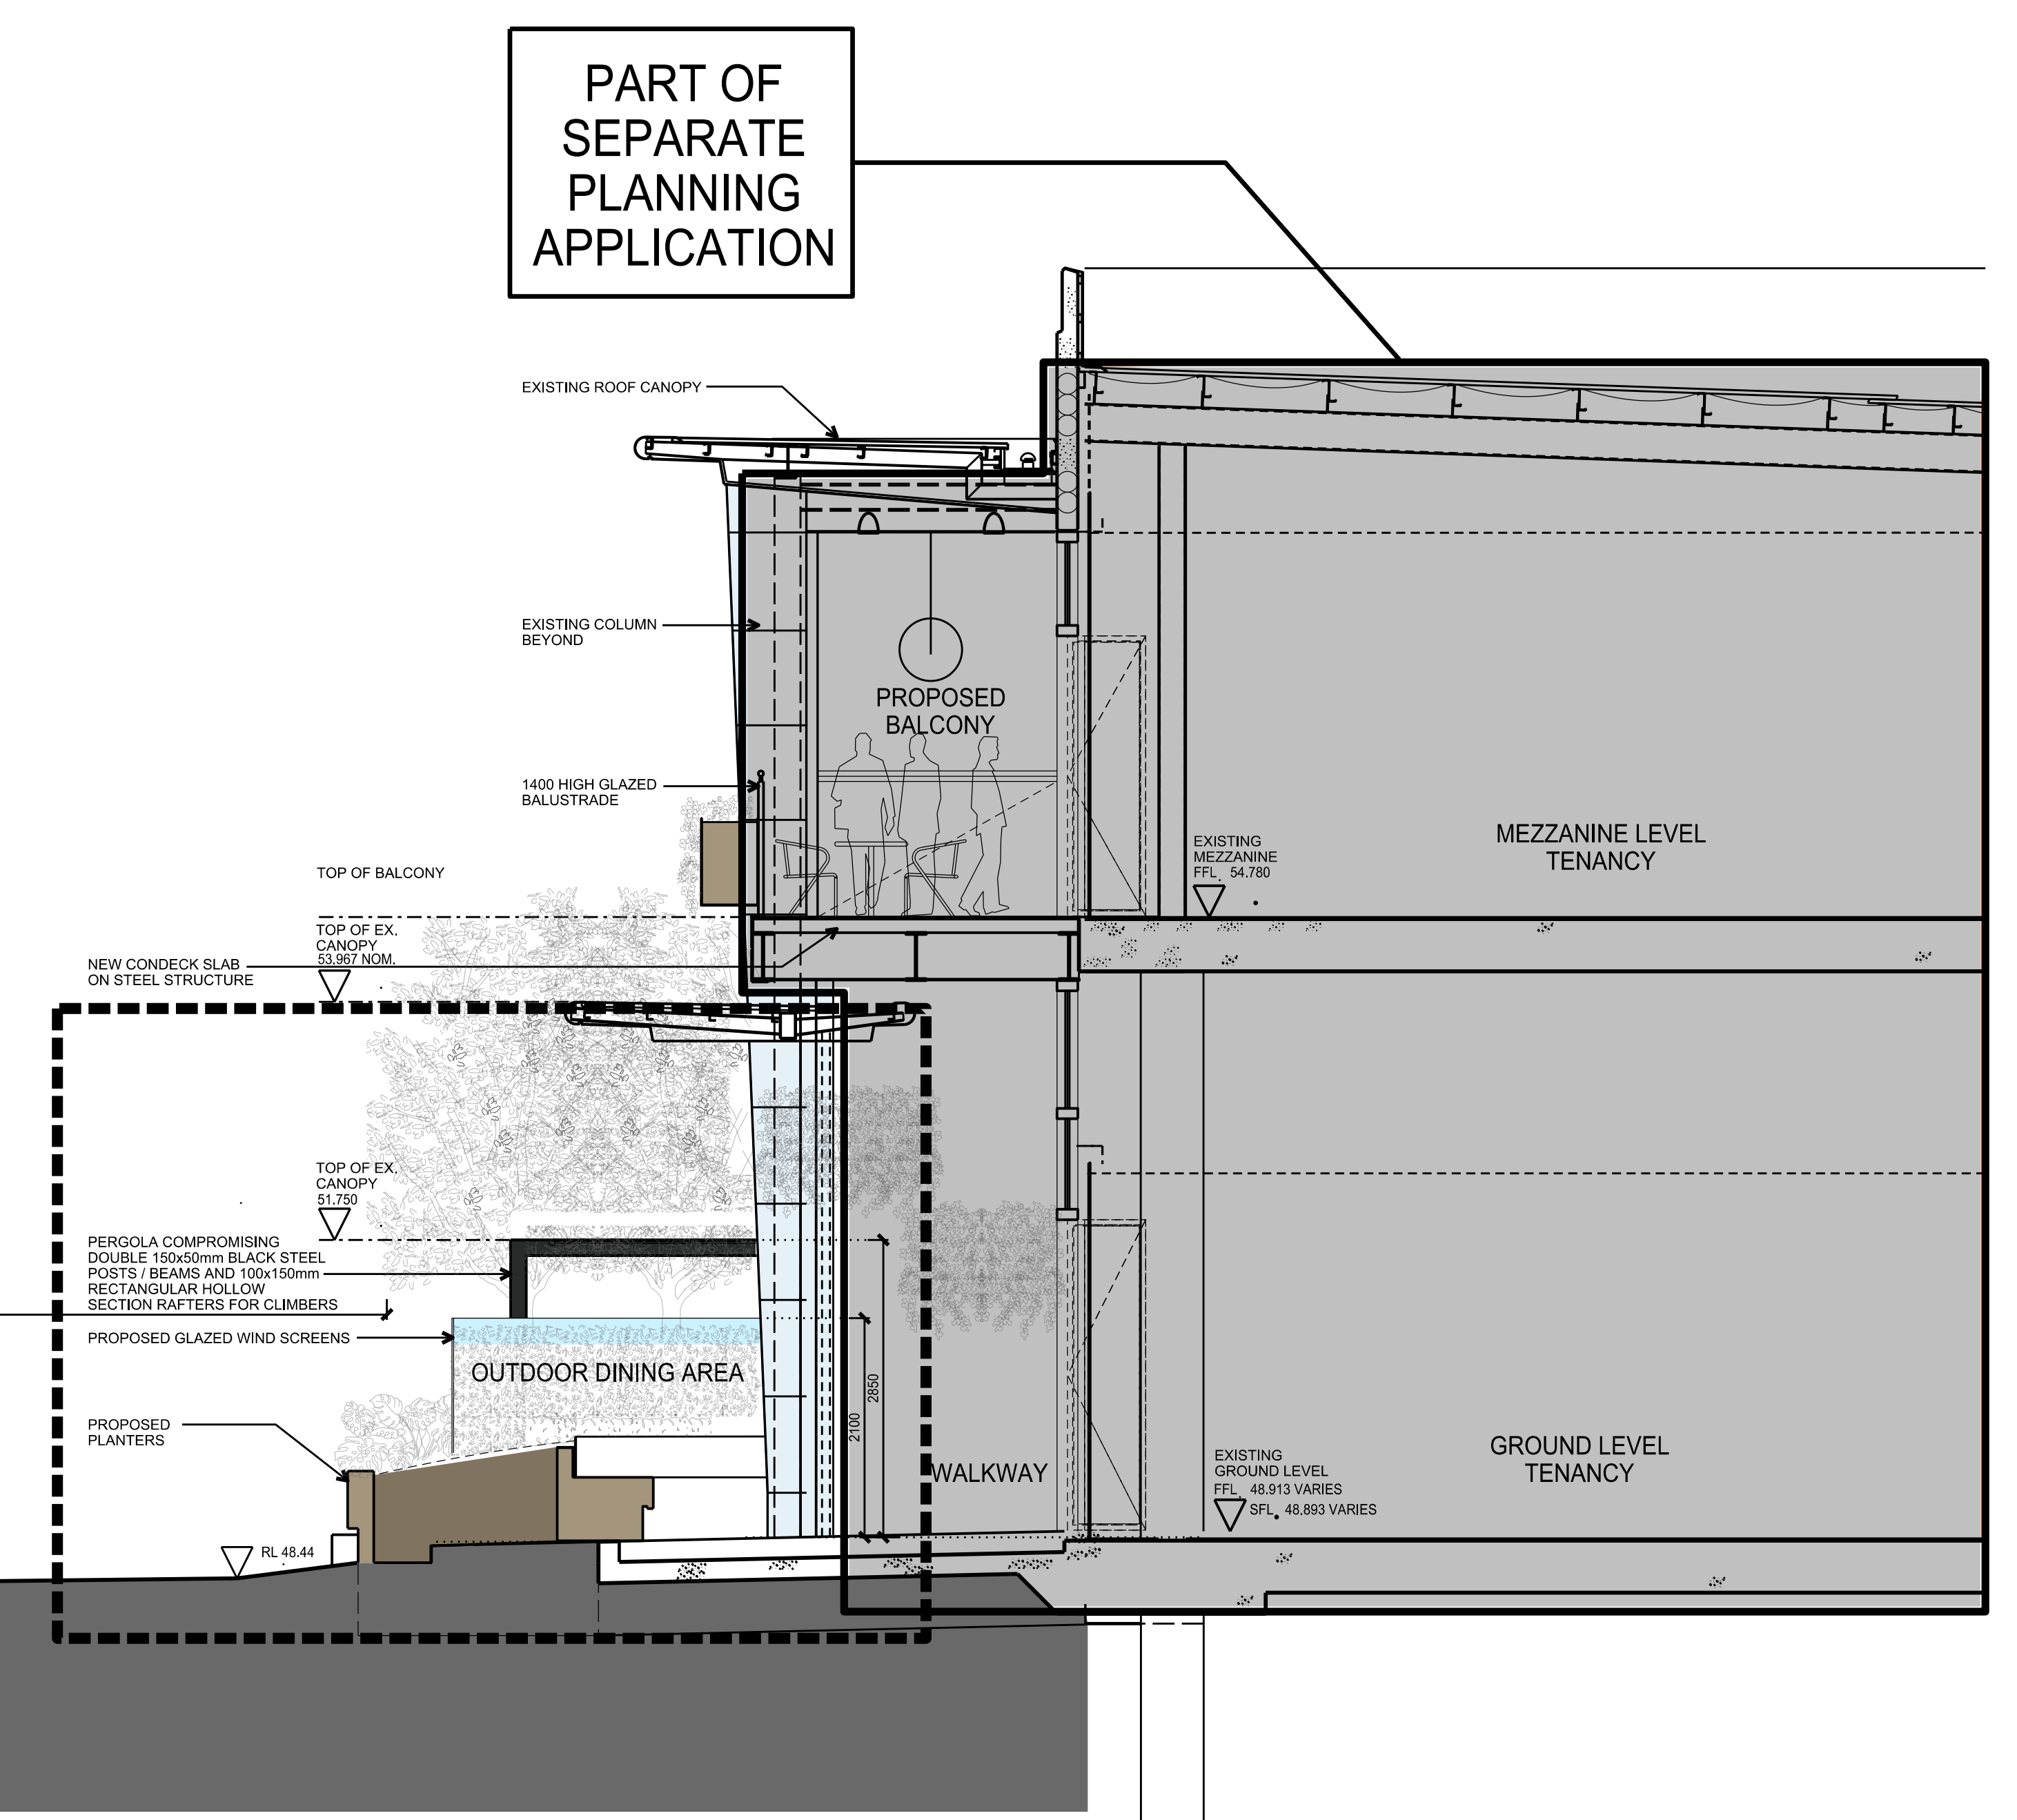 PART OF
SEPARATE
PLANNING
APPLICATION
EXISTING ROOF CANOPY
EXISTING COLUMN
BEYOND
PROPOSED
BALCONY
1400 HIGH GLAZED
BALUSTRADE
EXISTING
MEZZANINE
FFL. 54.780
MEZZANINE LEVEL
TENANCY
TOP OF BALCONY
TOP OF EX.
CANOPY
53.967 NOM.
NEW CONDECK SLAB
ON STEEL STRUCTURE
TOP OF EX.
CANOPY
51.750
PERGOLA COMPROMISING
DOUBLE 150x50mm BLACK STEEL
POSTS / BEAMS AND 100x150mm
RECTANGULAR HOLLOW
SECTION RAFTERS FOR CLIMBERS
PROPOSED GLAZED WIND SCREENS
OUTDOOR DINING AREA
2100
2850
PROPOSED
PLANTERS
WALKWAY
EXISTING
GROUND LEVEL
FFL. 48.913 VARIES
SFL. 48.893 VARIES
GROUND LEVEL
TENANCY
RL 48.44